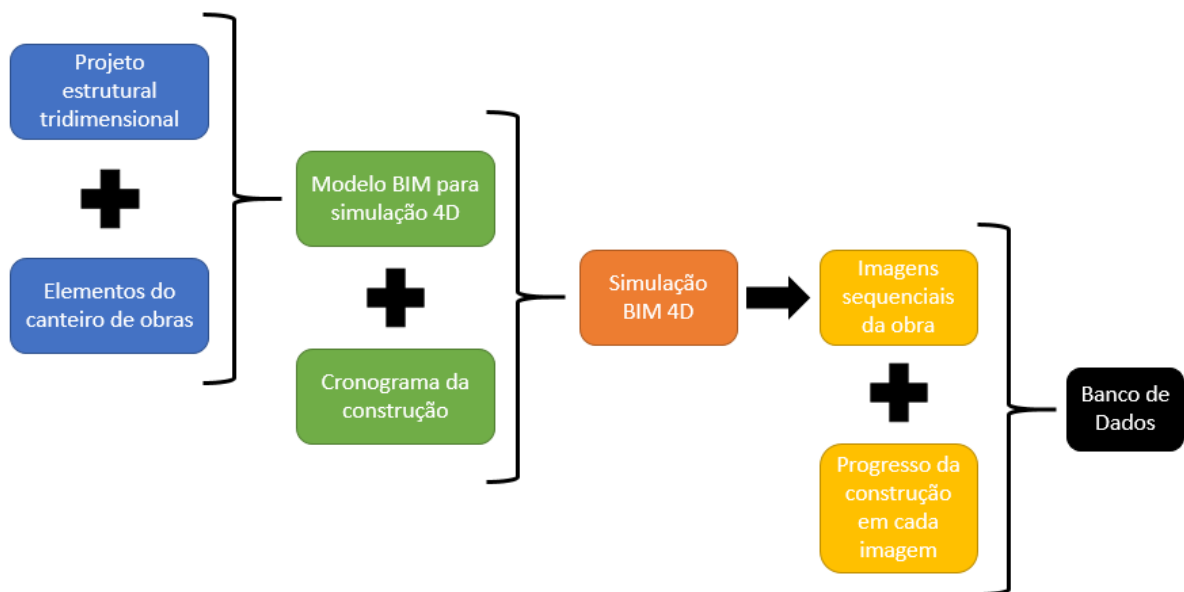 Projeto
estrutural
tridimensional
Elementos do
canteiro de obras
Modelo BIM para
simulação 4D
Cronograma da
construção
Simulação
BIM 4D
Imagens
sequenciais
da obra
Progresso da
construção
em cada
imagem
Banco de
Dados